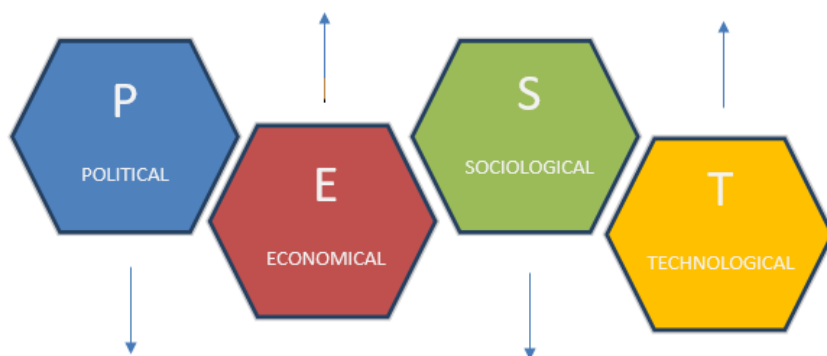 P
POLITICAL
E
ECONOMICAL
S
SOCIOLOGICAL
T
TECHNOLOGICAL